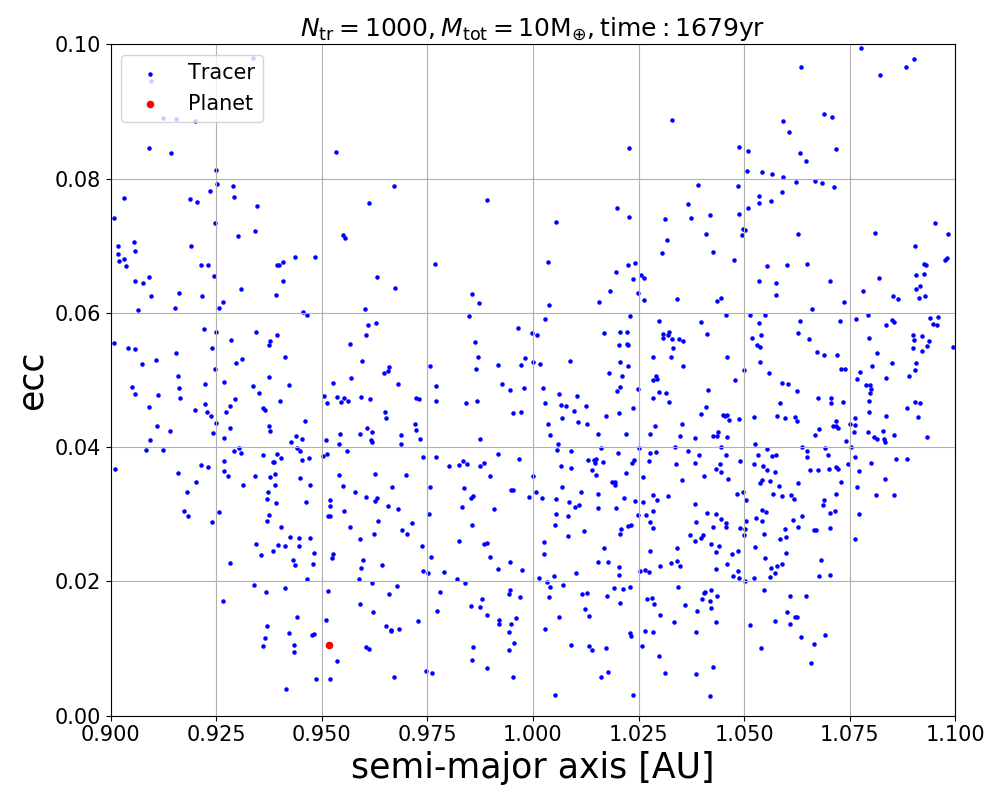 N_tr = 1000, M_tot = 10M_⊕, time : 1679yr
Tracer
Planet
0.10
0.08
0.06
0.04
0.02
0.00
ecc
0.900 0.925 0.950 0.975 1.000 1.025 1.050 1.075 1.100
semi-major axis [AU]